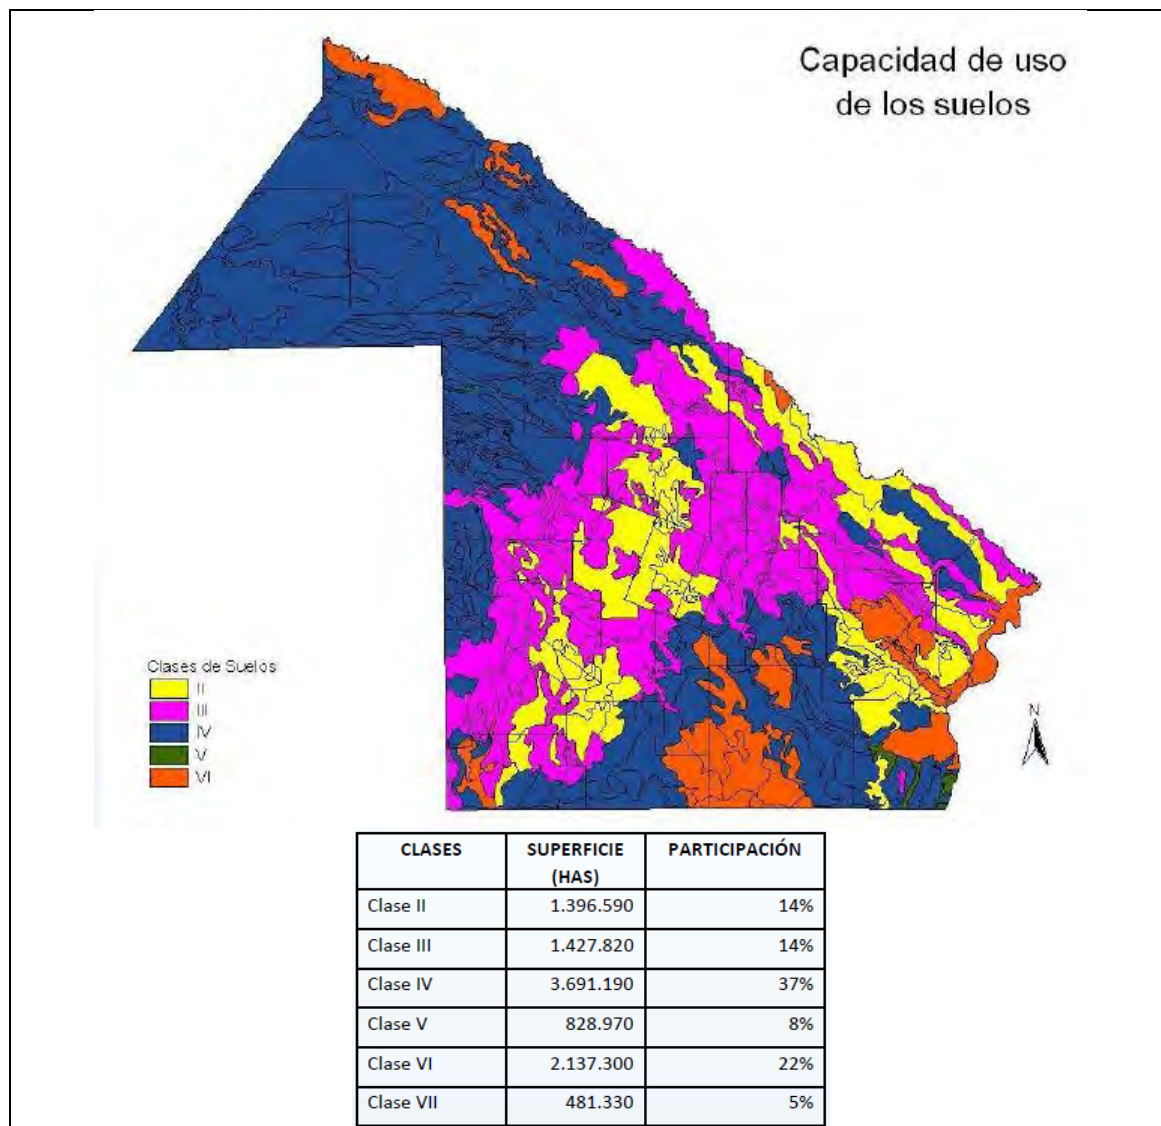 Capacidad de uso
de los suelos
Clases de Suelos
II
III
IV
V
VI
N
CLASES SUPERFICIE (HAS) PARTICIPACIÓN
Clase II 1.396.590 14%
Clase III 1.427.820 14%
Clase IV 3.691.190 37%
Clase V 828.970 8%
Clase VI 2.137.300 22%
Clase VII 481.330 5%